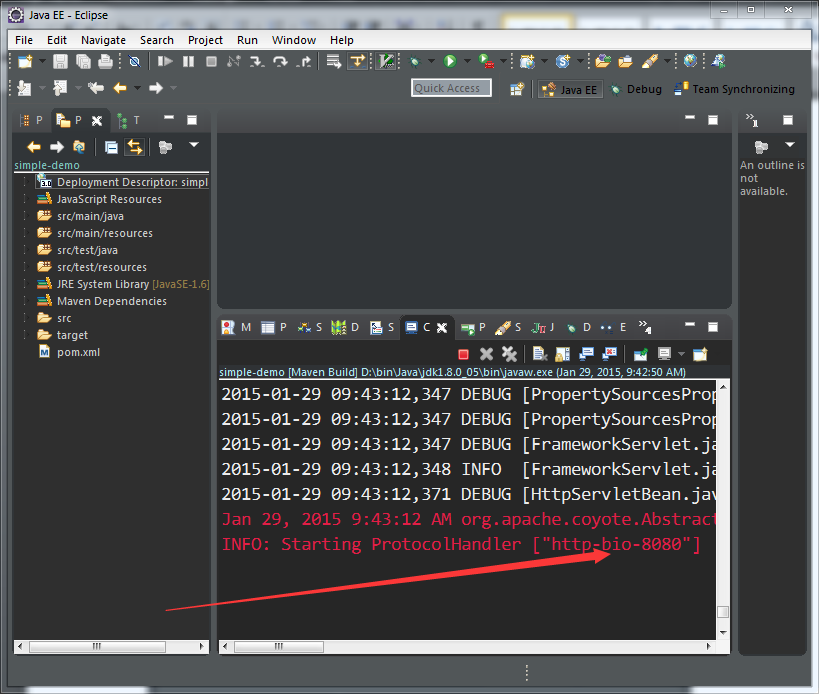 Java EE - Eclipse
File Edit Navigate Search Project Run Window Help
Quick Access
Java EE Debug Team Synchronizing
P P T
simple-demo
Deployment Descriptor: simpl
JavaScript Resources
src/main/java
src/main/resources
src/test/java
src/test/resources
JRE System Library [JavaSE-1.6]
Maven Dependencies
src
target
pom.xml
An outline is
not
available.
M P S D S C P S J D E
simple-demo [Maven Build] D:\bin\Java\jdk1.8.0_05\bin\javaw.exe (Jan 29, 2015, 9:42:50 AM)
2015-01-29 09:43:12,347 DEBUG [PropertySourcesProp
2015-01-29 09:43:12,347 DEBUG [PropertySourcesProp
2015-01-29 09:43:12,347 DEBUG [FrameworkServlet.ja
2015-01-29 09:43:12,348 INFO [FrameworkServlet.ja
2015-01-29 09:43:12,371 DEBUG [HttpServletBean.jav
Jan 29, 2015 9:43:12 AM org.apache.coyote.Abstract
INFO: Starting ProtocolHandler ["http-bio-8080"]